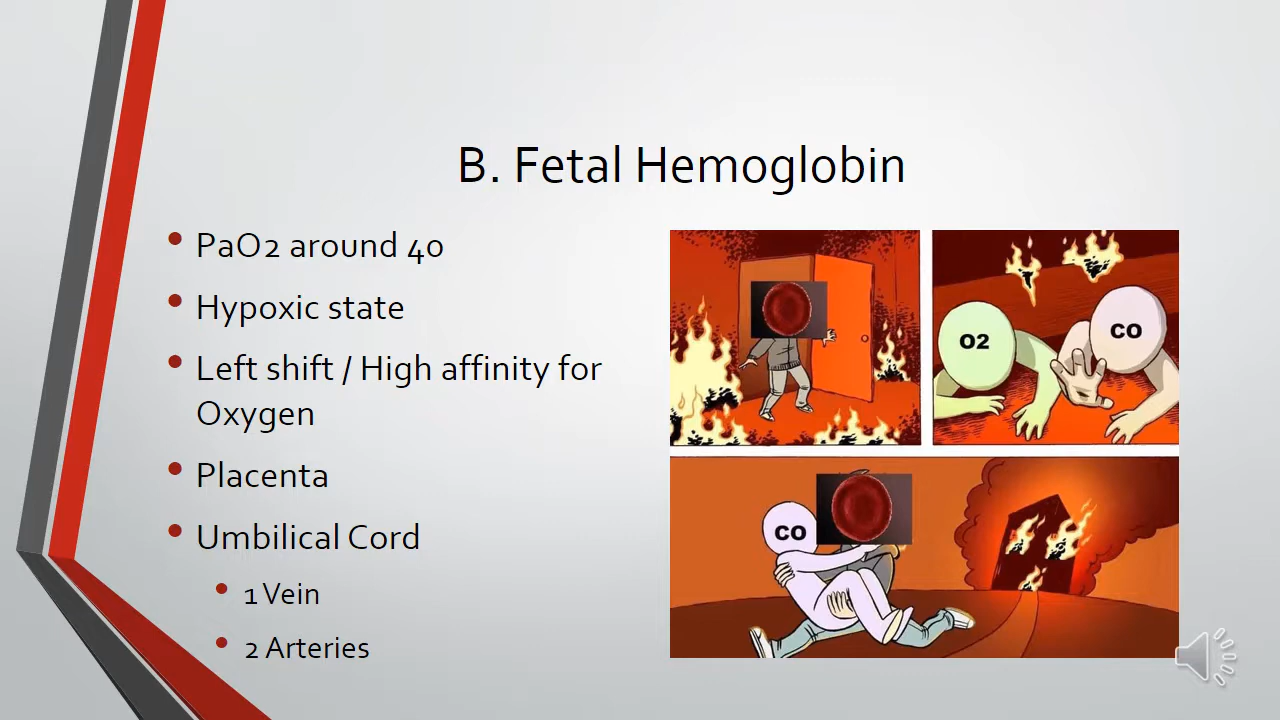 B. Fetal Hemoglobin
• PaO2 around 40
• Hypoxic state
• Left shift / High affinity for
Oxygen
• Placenta
• Umbilical Cord
• 1 Vein
• 2 Arteries
O2
CO
CO